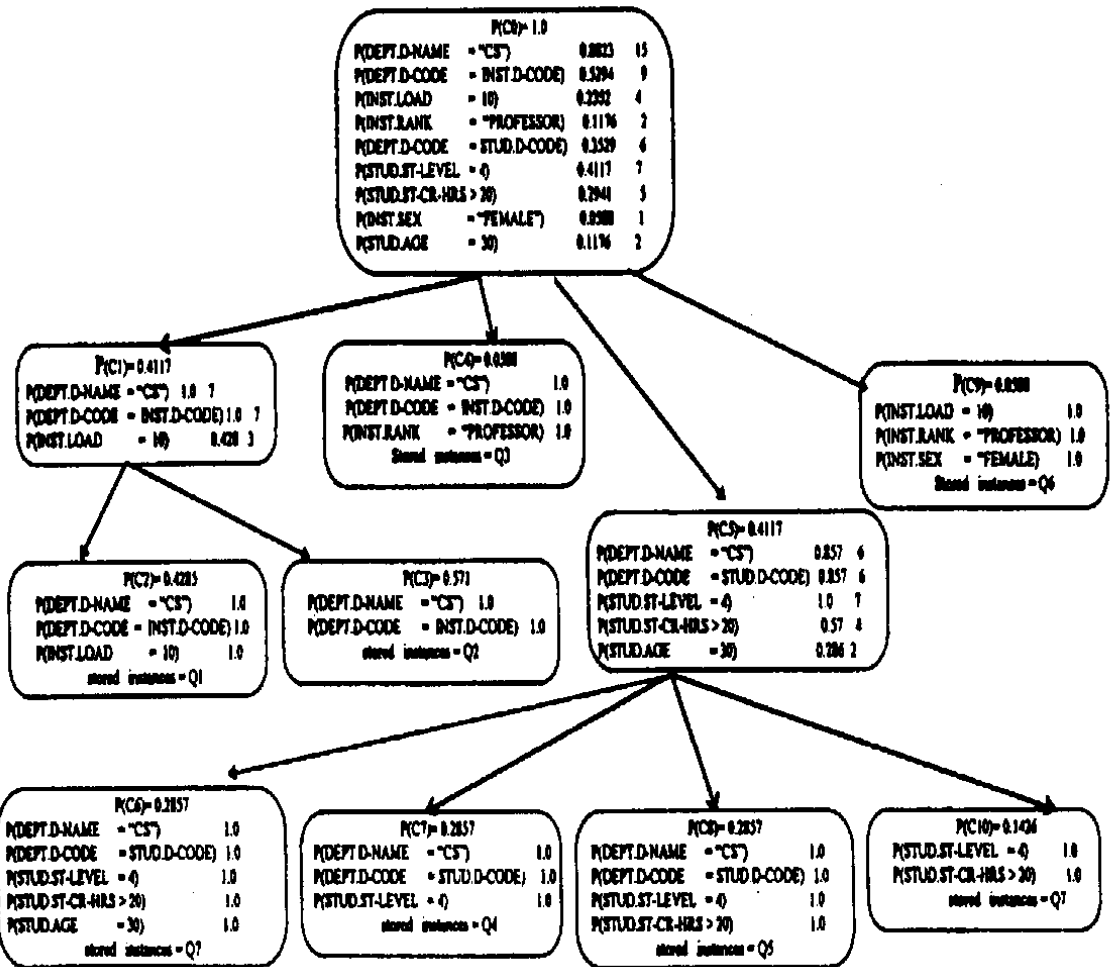 P(C0)= 1.0
P(DEPT.D-NAME = "CS") 0.8823 15
P(DEPT.D-CODE = INST.D-CODE) 0.5294 9
P(INST.LOAD = 10) 0.2352 4
P(INST.RANK = "PROFESSOR) 0.1176 2
P(DEPT.D-CODE = STUD.D-CODE) 0.3529 6
P(STUD.ST-LEVEL = 4) 0.4117 7
P(STUD.ST-CR-HRS > 20) 0.2941 5
P(INST.SEX = "FEMALE") 0.0588 1
P(STUD.AGE = 30) 0.1176 2
P(C1)= 0.4117
P(DEPT.D-NAME = "CS") 1.0 7
P(DEPT.D-CODE = INST.D-CODE) 1.0 7
P(INST.LOAD = 10) 0.428 3
P(C4)= 0.0588
P(DEPT.D-NAME = "CS") 1.0
P(DEPT.D-CODE = INST.D-CODE) 1.0
P(INST.RANK = "PROFESSOR) 1.0
Stored instances = Q3
P(C9)= 0.0588
P(INST.LOAD = 10) 1.0
P(INST.RANK = "PROFESSOR) 1.0
P(INST.SEX = "FEMALE) 1.0
Stored instances = Q6
P(C5)= 0.4117
P(DEPT.D-NAME = "CS") 0.857 6
P(DEPT.D-CODE = STUD.D-CODE) 0.857 6
P(STUD.ST-LEVEL = 4) 1.0 7
P(STUD.ST-CR-HRS > 20) 0.57 4
P(STUD.AGE = 30) 0.286 2
P(C2)= 0.4285
P(DEPT.D-NAME = "CS") 1.0
P(DEPT.D-CODE = INST.D-CODE) 1.0
P(INST.LOAD = 10) 1.0
stored instances = Q1
P(C3)= 0.571
P(DEPT.D-NAME = "CS") 1.0
P(DEPT.D-CODE = INST.D-CODE) 1.0
stored instances = Q2
P(C6)= 0.2857
P(DEPT.D-NAME = "CS") 1.0
P(DEPT.D-CODE = STUD.D-CODE) 1.0
P(STUD.ST-LEVEL = 4) 1.0
P(STUD.ST-CR-HRS > 20) 1.0
P(STUD.AGE = 30) 1.0
stored instances =
P(C7)= 0.2857
P(DEPT.D-NAME = "CS") 1.0
P(DEPT.D-CODE = STUD.D-CODE) 1.0
P(STUD.ST-LEVEL = 4) 1.0
stored instances = Q4
P(C8)= 0.2857
P(DEPT.D-NAME = "CS") 1.0
P(DEPT.D-CODE = STUD.D-CODE) 1.0
P(STUD.ST-LEVEL = 4) 1.0
P(STUD.ST-CR-HRS > 20) 1.0
stored instances = Q5
P(C10)= 0.1426
P(STUD.ST-LEVEL = 4) 1.0
P(STUD.ST-CR-HRS > 20) 1.0
stored instances = Q7